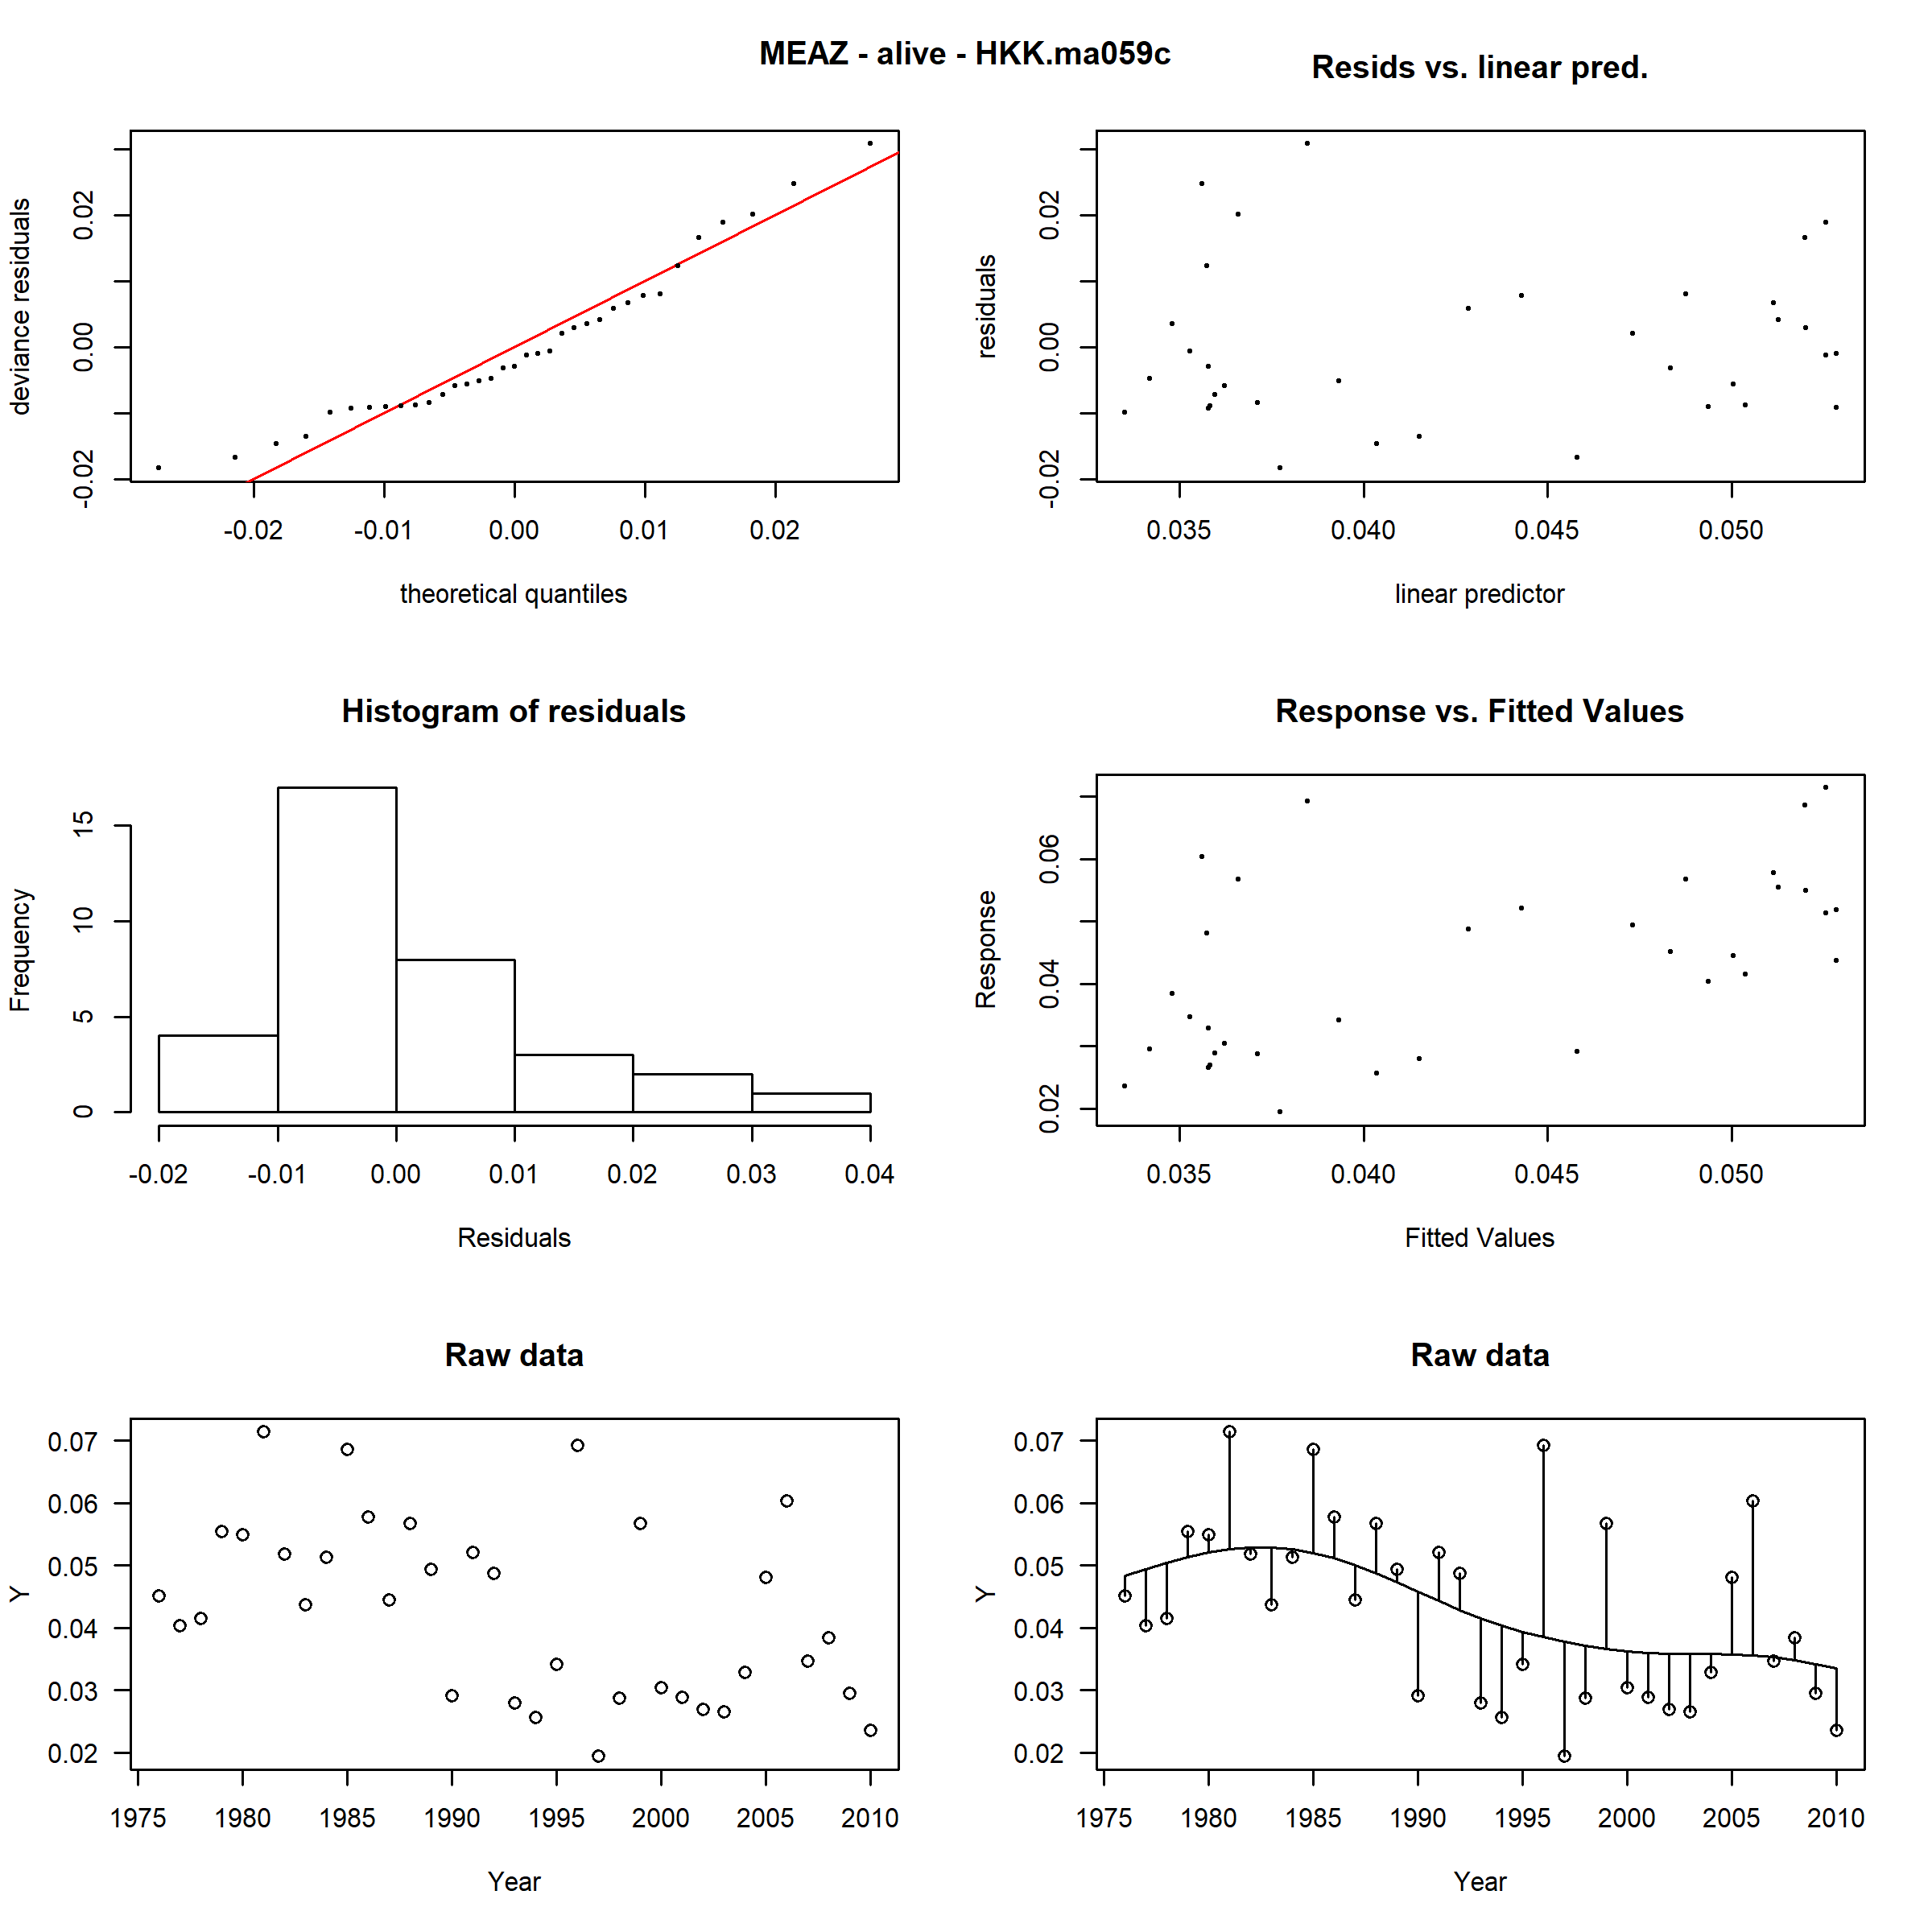 MEAZ - alive - HKK.ma059c
Resids vs. linear pred.
deviance residuals
-0.02 0.00 0.02
-0.02 -0.01 0.00 0.01 0.02
theoretical quantiles
residuals
-0.02 0.00 0.02
0.035 0.040 0.045 0.050
linear predictor
Histogram of residuals
Frequency
0 5 10 15
-0.02 -0.01 0.00 0.01 0.02 0.03 0.04
Residuals
Response vs. Fitted Values
Response
0.02 0.04 0.06
0.035 0.040 0.045 0.050
Fitted Values
Raw data
Y
0.07
0.06
0.05
0.04
0.03
0.02
1975 1980 1985 1990 1995 2000 2005 2010
Year
Raw data
Y
0.07
0.06
0.05
0.04
0.03
0.02
1975 1980 1985 1990 1995 2000 2005 2010
Year